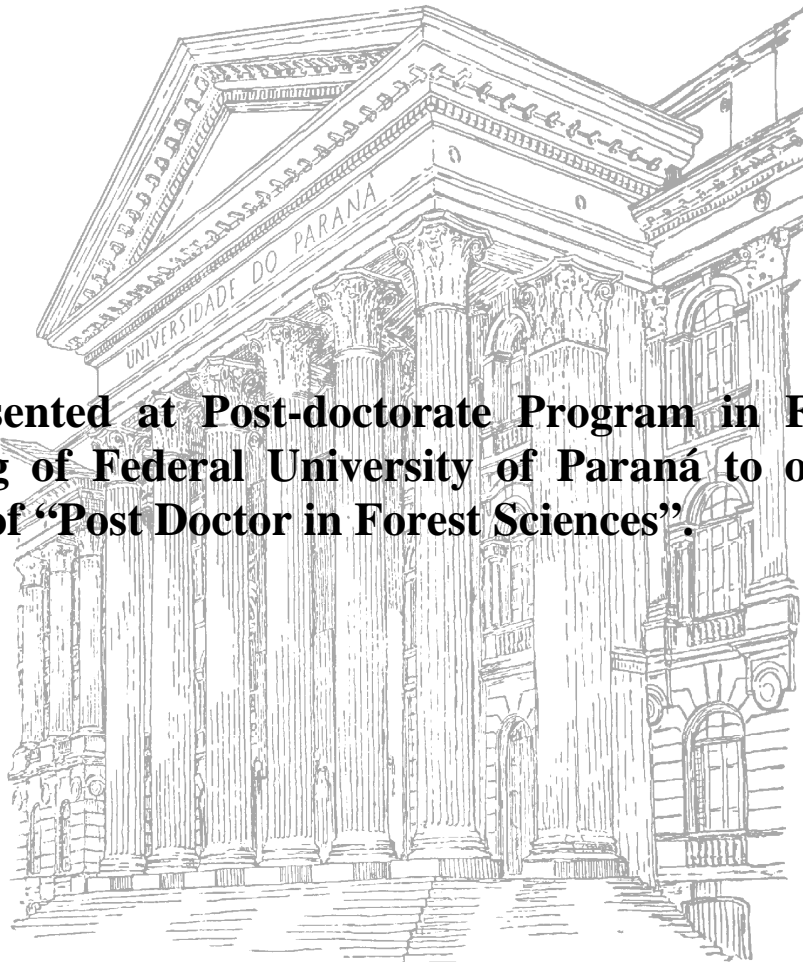 UNIVERSIDADE DO PARANÁ
sented at Post-doctorate Program in F
g of Federal University of Paraná to o
of “Post Doctor in Forest Sciences”.